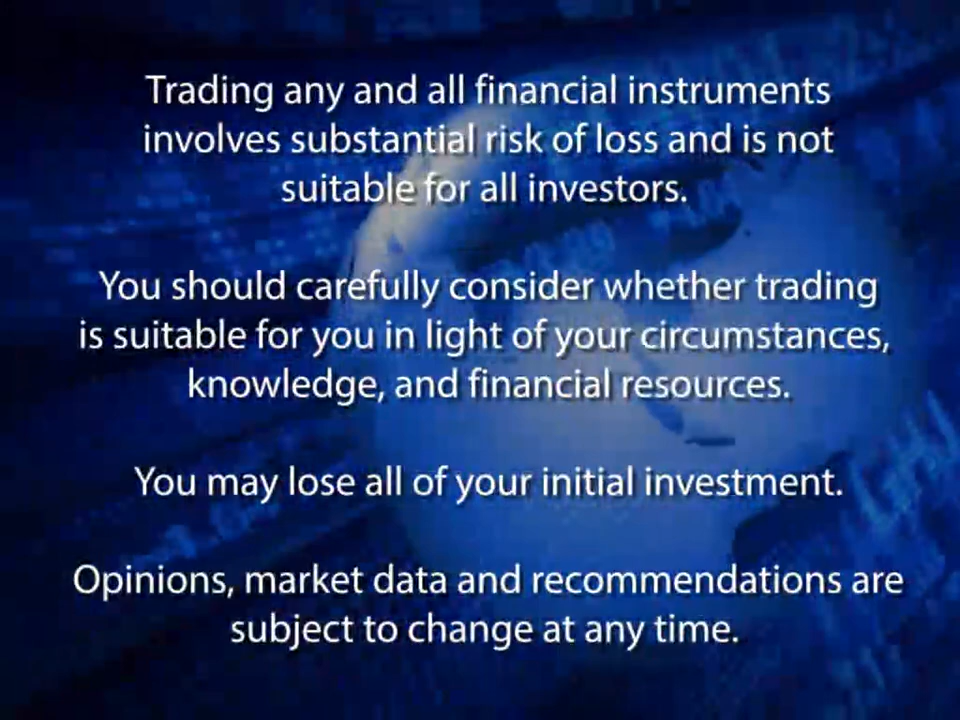 Trading any and all financial instruments
involves substantial risk of loss and is not
suitable for all investors.
You should carefully consider whether trading
is suitable for you in light of your circumstances,
knowledge, and financial resources.
You may lose all of your initial investment.
Opinions, market data and recommendations are
subject to change at any time.